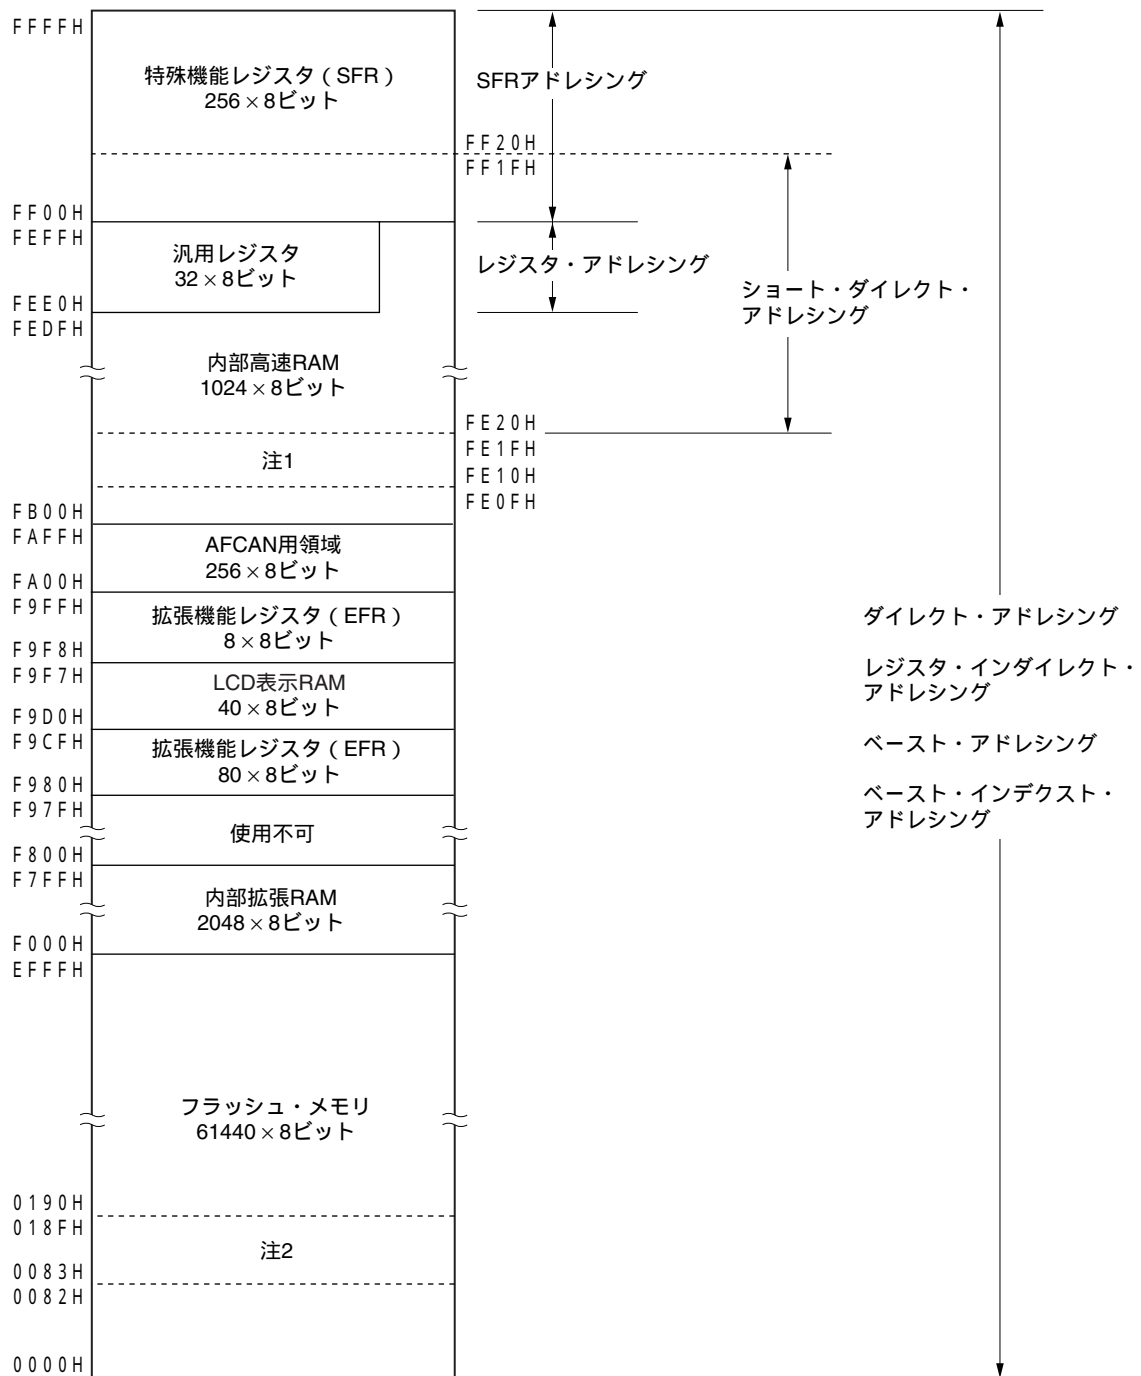 FFFFH
特殊機能レジスタ（SFR）
256×8ビット
SFRアドレシング
FF20H
FF1FH
FF00H
FEFFH
汎用レジスタ
32×8ビット
レジスタ・アドレシング
ショート・ダイレクト・
アドレシング
FEE0H
FEDFH
内部高速RAM
1024×8ビット
FE20H
FE1FH
注1
FE10H
FE0FH
FB00H
FAFFH
AFCAN用領域
256×8ビット
FA00H
F9FFH
拡張機能レジスタ（EFR）
8×8ビット
F9F8H
F9F7H
LCD表示RAM
40×8ビット
F9D0H
F9CFH
拡張機能レジスタ（EFR）
80×8ビット
F980H
F97FH
使用不可
F800H
F7FFH
内部拡張RAM
2048×8ビット
F000H
EFFFH
フラッシュ・メモリ
61440×8ビット
0190H
018FH
注2
0083H
0082H
0000H
ダイレクト・アドレシング
レジスタ・インダイレクト・
アドレシング
ベースト・アドレシング
ベースト・インデクスト・
アドレシング